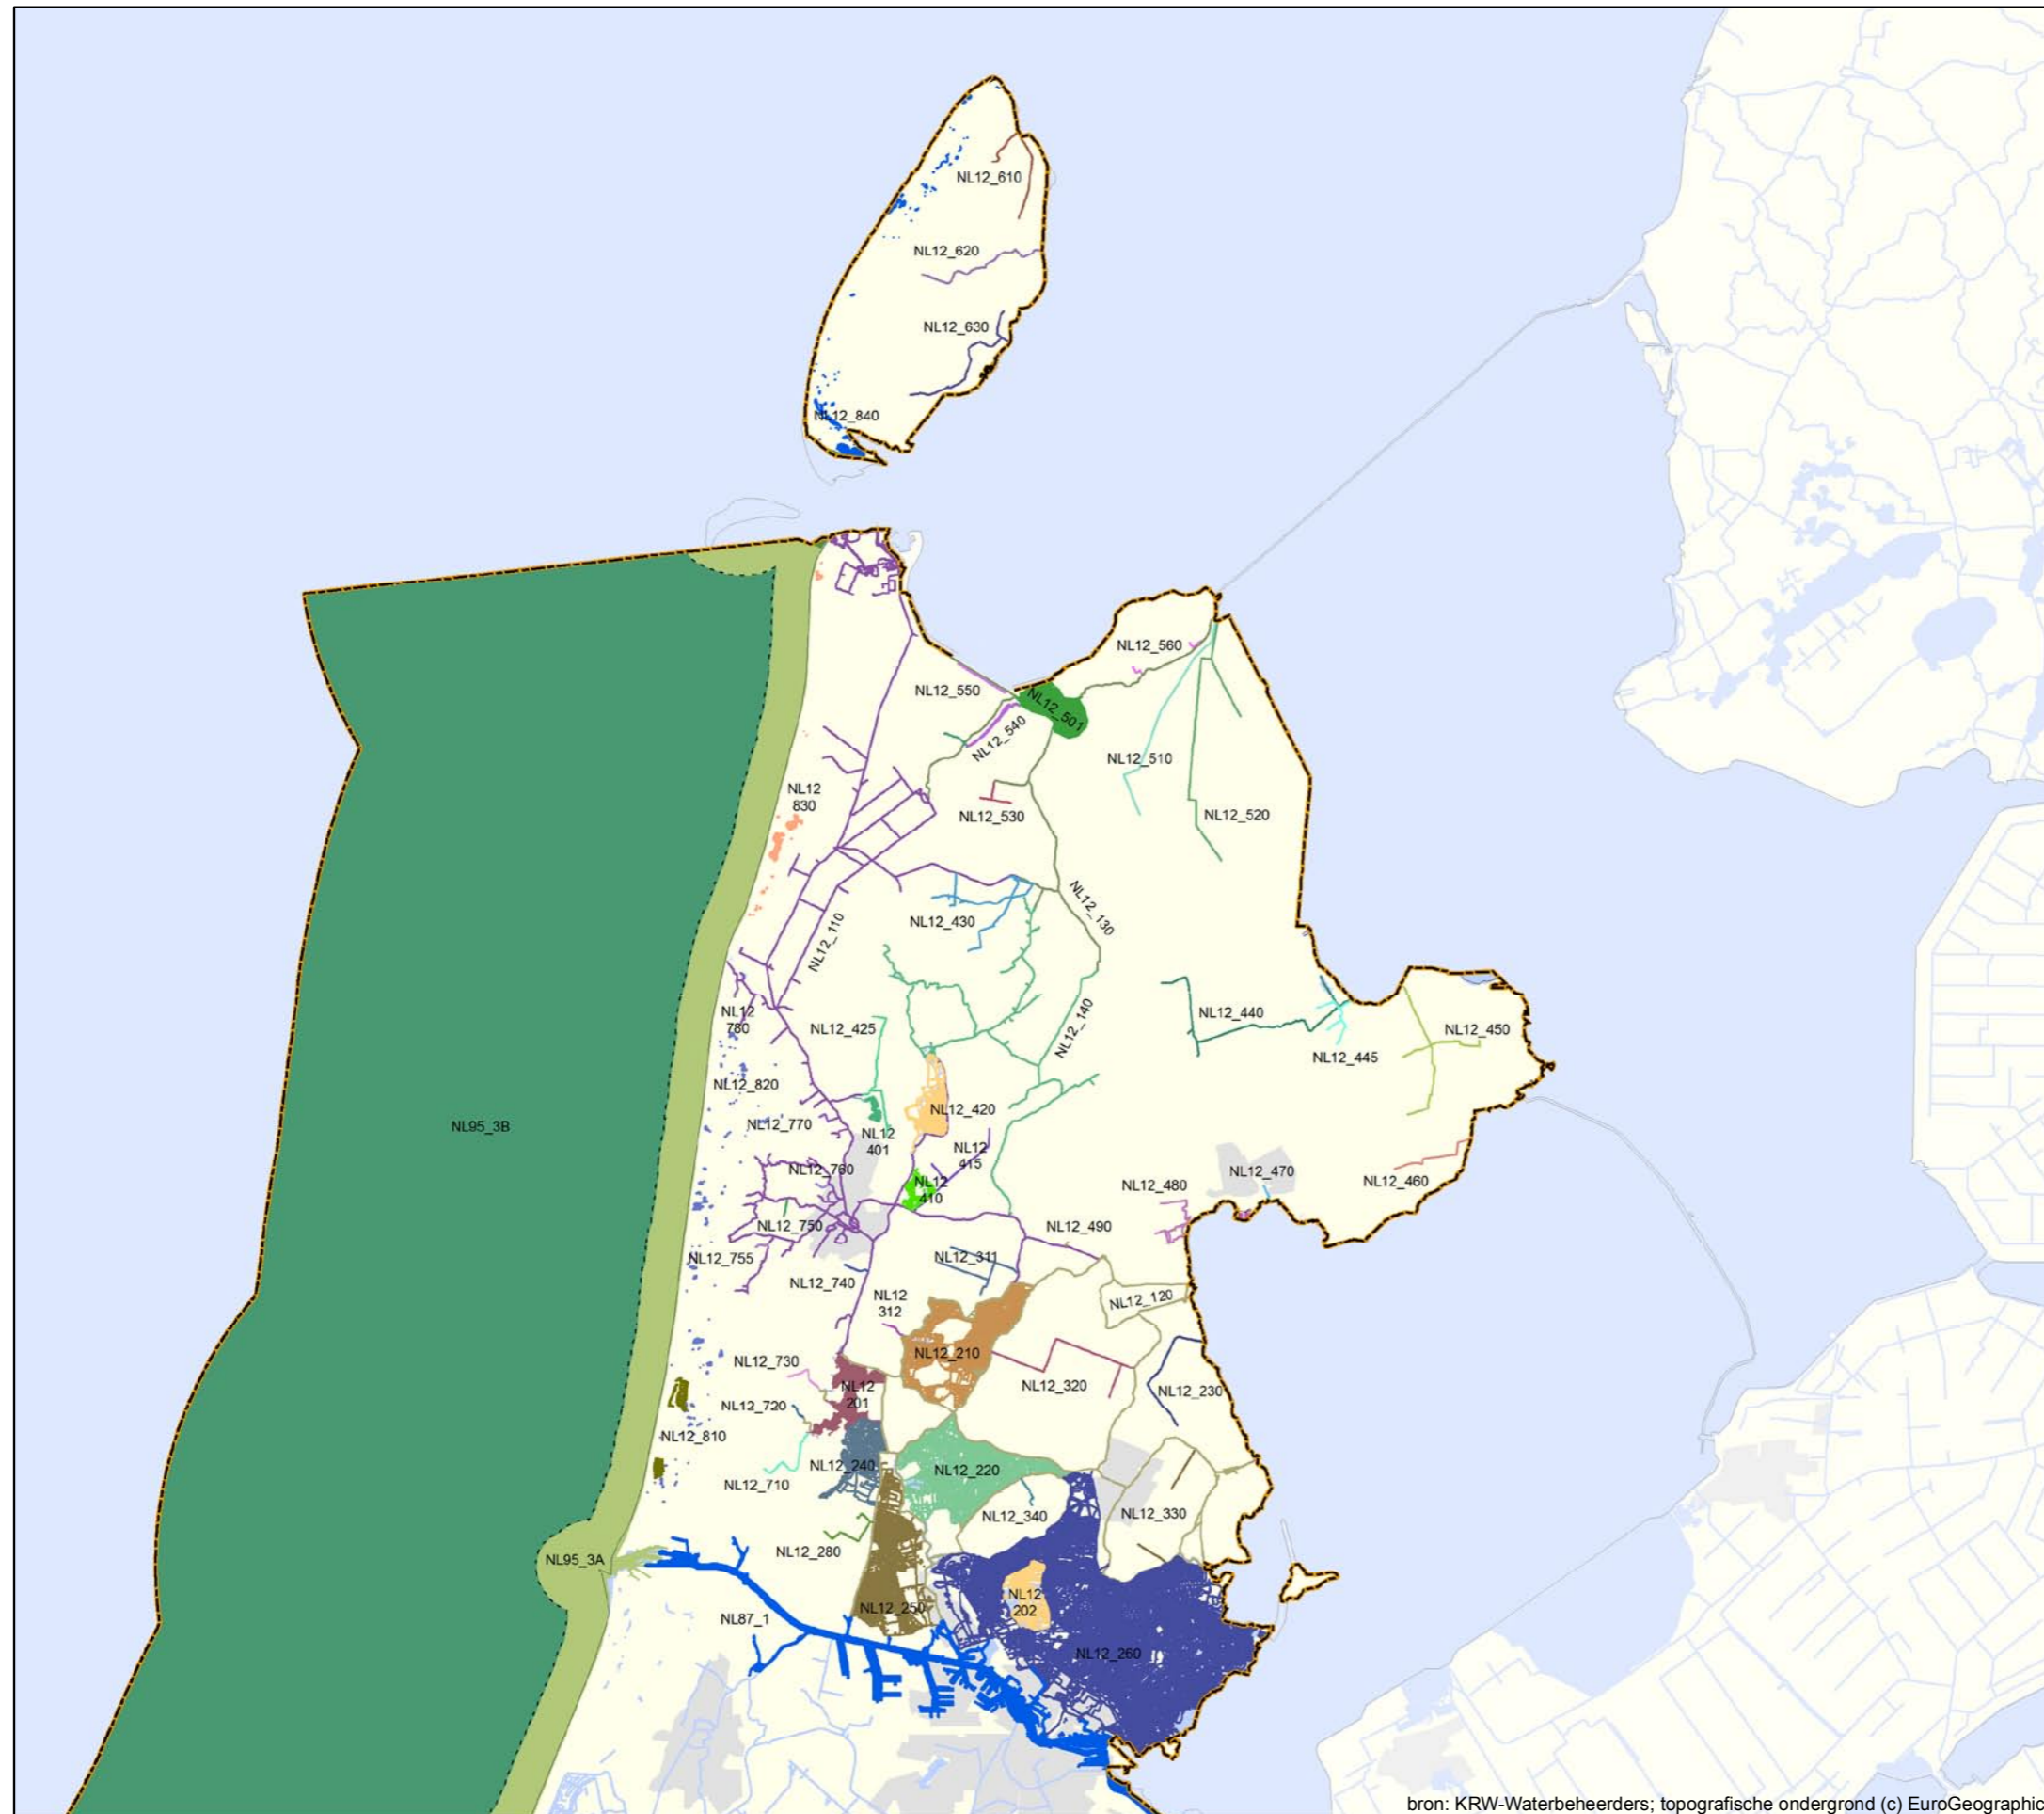 NL12_610
NL12_620
NL12_630
NL12_840
NL12_560
NL12_550
NL12_501
NL12_540
NL12_510
NL12
830
NL12_530
NL12_520
NL12_130
NL12_430
NL12_110
NL12
780
NL12_425
NL12_140
NL12_440
NL12_450
NL12_445
NL12_820
NL12_420
NL95_3B
NL12_770
NL12
401
NL12
415
NL12_760
NL12_470
NL12_460
NL12
410
NL12_480
NL12_750
NL12_490
NL12_755
NL12_311
NL12_740
NL12
312
NL12_120
NL12_210
NL12_730
NL12_320
NL12_230
NL12
201
NL12_720
NL12_810
NL12_240
NL12_220
NL12_710
NL12_340
NL12_330
NL12_280
NL95_3A
NL12
202
NL12_250
NL87_1
NL12_260
bron: KRW-Waterbeheerders; topografische ondergrond (c) EuroGeographic